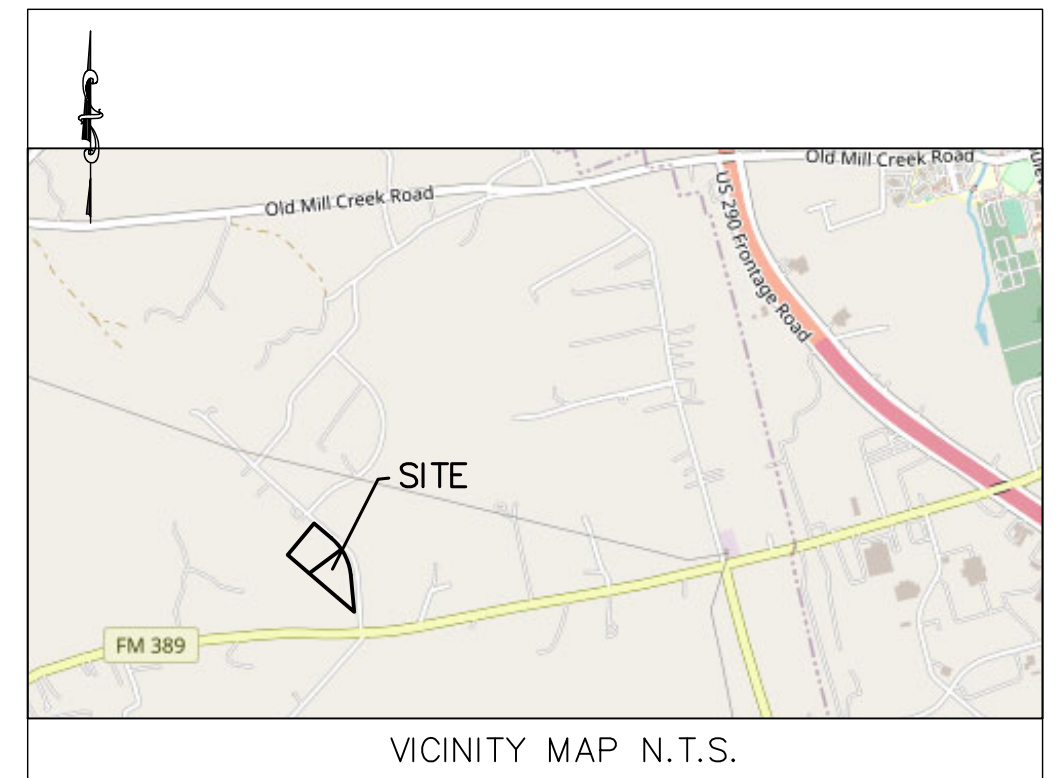 Old Mill Creek Road
Old Mill Creek Road
US 290 Frontage Road
SITE
FM 389
VICINITY MAP N.T.S.